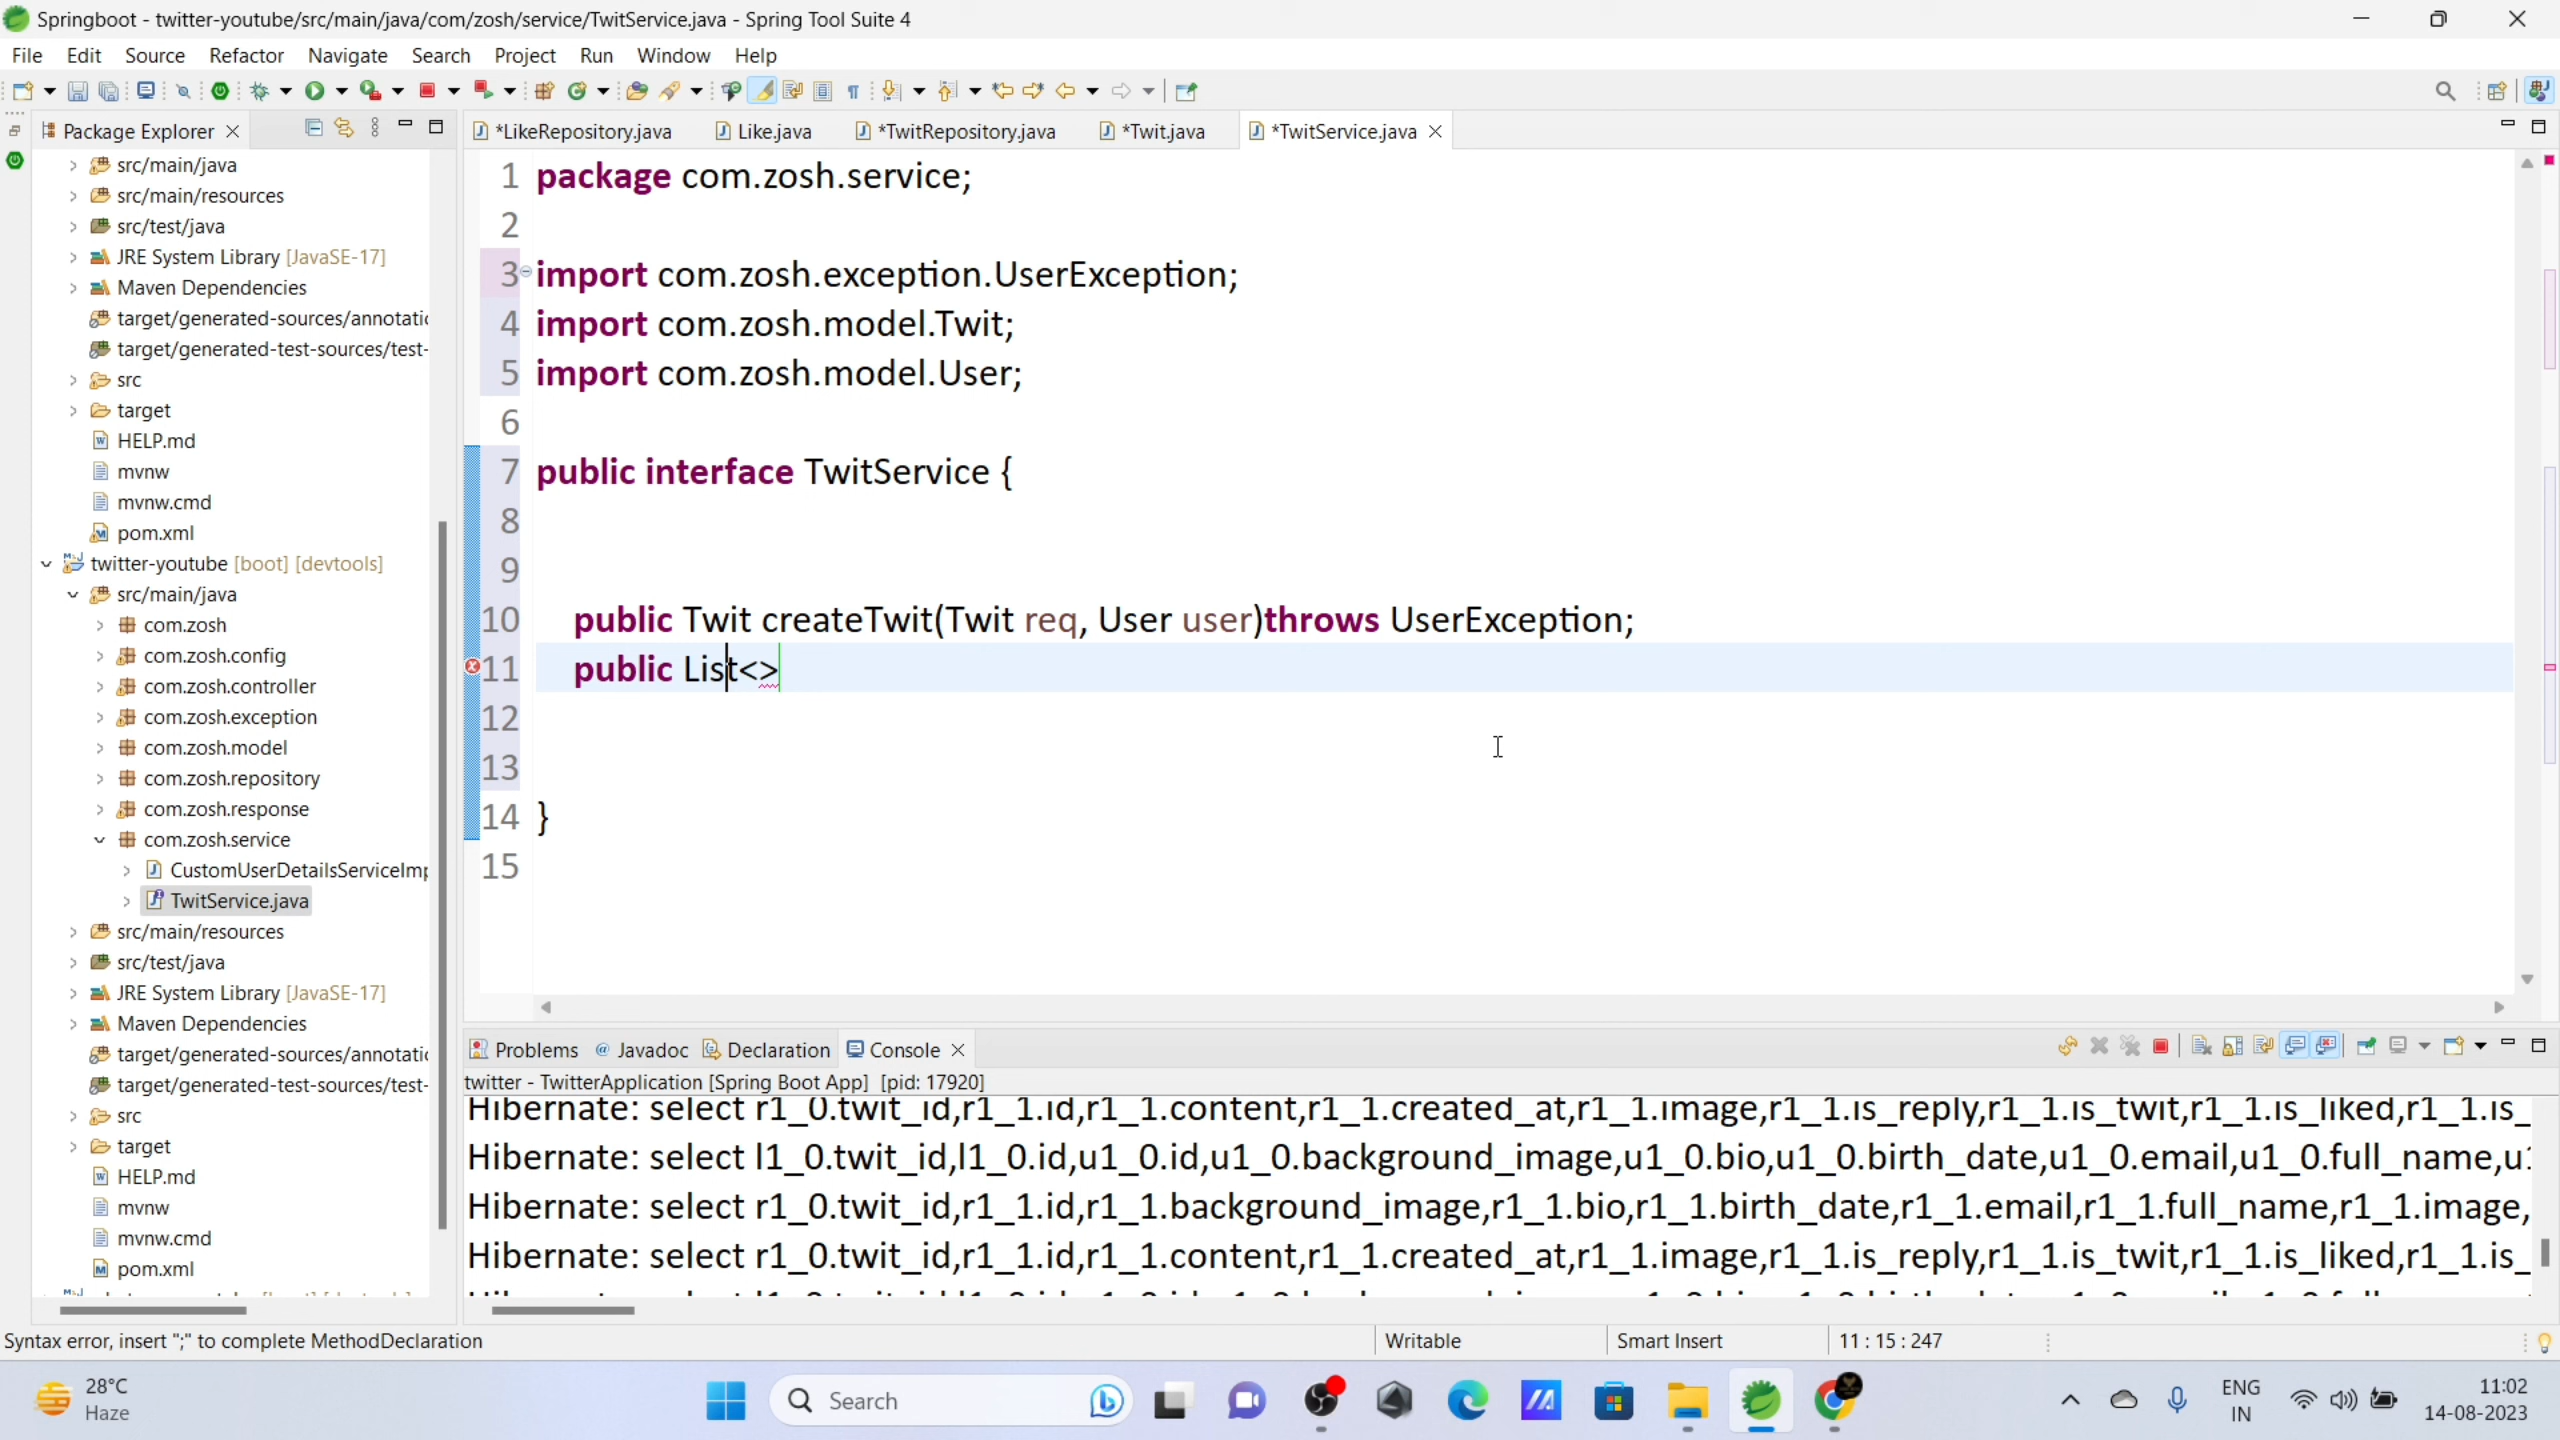 Springboot - twitter-youtube/src/main/java/com/zosh/service/TwitService.java - Spring Tool Suite 4
File Edit Source Refactor Navigate Search Project Run Window Help
Package Explorer
*LikeRepository.java Like.java *TwitRepository.java *Twit.java *TwitService.java
src/main/java
src/main/resources
src/test/java
JRE System Library [JavaSE-17]
Maven Dependencies
target/generated-sources/annotati
target/generated-test-sources/test-
src
target
HELP.md
mvnw
mvnw.cmd
pom.xml
twitter-youtube [boot] [devtools]
src/main/java
com.zosh
com.zosh.config
com.zosh.controller
com.zosh.exception
com.zosh.model
com.zosh.repository
com.zosh.response
com.zosh.service
CustomUserDetailsServiceImp
TwitService.java
src/main/resources
src/test/java
JRE System Library [JavaSE-17]
Maven Dependencies
target/generated-sources/annotati
target/generated-test-sources/test-
src
target
HELP.md
mvnw
mvnw.cmd
pom.xml
1 package com.zosh.service;
2
3 import com.zosh.exception.UserException;
4 import com.zosh.model.Twit;
5 import com.zosh.model.User;
6
7 public interface TwitService {
8
9
10 public Twit createTwit(Twit req, User user)throws UserException;
11 public List<>
12
13
14 }
15
Problems Javadoc Declaration Console
twitter - TwitterApplication [Spring Boot App] [pid: 17920]
Hibernate: select r1_0.twit_id,r1_1.id,r1_1.content,r1_1.created_at,r1_1.image,r1_1.is_reply,r1_1.is_twit,r1_1.is_liked,r1_1.is_
Hibernate: select l1_0.twit_id,l1_0.id,u1_0.id,u1_0.background_image,u1_0.bio,u1_0.birth_date,u1_0.email,u1_0.full_name,u1
Hibernate: select r1_0.twit_id,r1_1.id,r1_1.background_image,r1_1.bio,r1_1.birth_date,r1_1.email,r1_1.full_name,r1_1.image,
Hibernate: select r1_0.twit_id,r1_1.id,r1_1.content,r1_1.created_at,r1_1.image,r1_1.is_reply,r1_1.is_twit,r1_1.is_liked,r1_1.is_
Syntax error, insert ";" to complete MethodDeclaration
Writable Smart Insert 11 : 15 : 247
28°C
Haze
Search
ENG
IN
11:02
14-08-2023